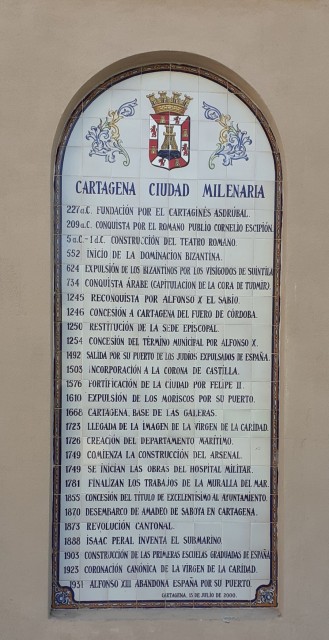 CARTAGENA CIUDAD MILENARIA
227 a.C. FUNDACIÓN POR EL CARTAGINÉS ASDRÚBAL.
209 a.C. CONQUISTA POR EL ROMANO PUBLIO CORNELIO ESCIPIÓN.
5 a.C.-1 d.C. CONSTRUCCIÓN DEL TEATRO ROMANO.
552 INICIO DE LA DOMINACIÓN BIZANTINA.
624 EXPULSIÓN DE LOS BIZANTINOS POR LOS VISIGODOS DE SUINTILA
734 CONQUISTA ÁRABE (CAPITULACIÓN DE LA CORA DE TUDMIR)
1245 RECONQUISTA POR ALFONSO X EL SABIO.
1246 CONCESIÓN A CARTAGENA DEL FUERO DE CÓRDOBA.
1250 RESTITUCIÓN DE LA SEDE EPISCOPAL.
1254 CONCESIÓN DEL TÉRMINO MUNICIPAL POR ALFONSO X.
1492 SALIDA POR SU PUERTO DE LOS JUDÍOS EXPULSADOS DE ESPAÑA.
1503 INCORPORACIÓN A LA CORONA DE CASTILLA.
1576 FORTIFICACIÓN DE LA CIUDAD POR FELIPE II.
1610 EXPULSIÓN DE LOS MORISCOS POR SU PUERTO.
1668 CARTAGENA, BASE DE LAS GALERAS.
1723 LLEGADA DE LA IMAGEN DE LA VIRGEN DE LA CARIDAD.
1726 CREACIÓN DEL DEPARTAMENTO MARÍTIMO.
1749 COMIENZA LA CONSTRUCCIÓN DEL ARSENAL.
1749 SE INICIAN LAS OBRAS DEL HOSPITAL MILITAR.
1781 FINALIZAN LOS TRABAJOS DE LA MURALLA DEL MAR.
1855 CONCESIÓN DEL TÍTULO DE EXCELENTÍSIMO AL AYUNTAMIENTO.
1870 DESEMBARCO DE AMADEO DE SABOYA EN CARTAGENA.
1873 REVOLUCIÓN CANTONAL.
1888 ISAAC PERAL INVENTA EL SUBMARINO.
1903 CONSTRUCCIÓN DE LAS PRIMERAS ESCUELAS GRADUADAS DE ESPAÑA
1923 CORONACIÓN CANÓNICA DE LA VIRGEN DE LA CARIDAD.
1931 ALFONSO XIII ABANDONA ESPAÑA POR SU PUERTO.
CARTAGENA, 15 DE JULIO DE 2000.